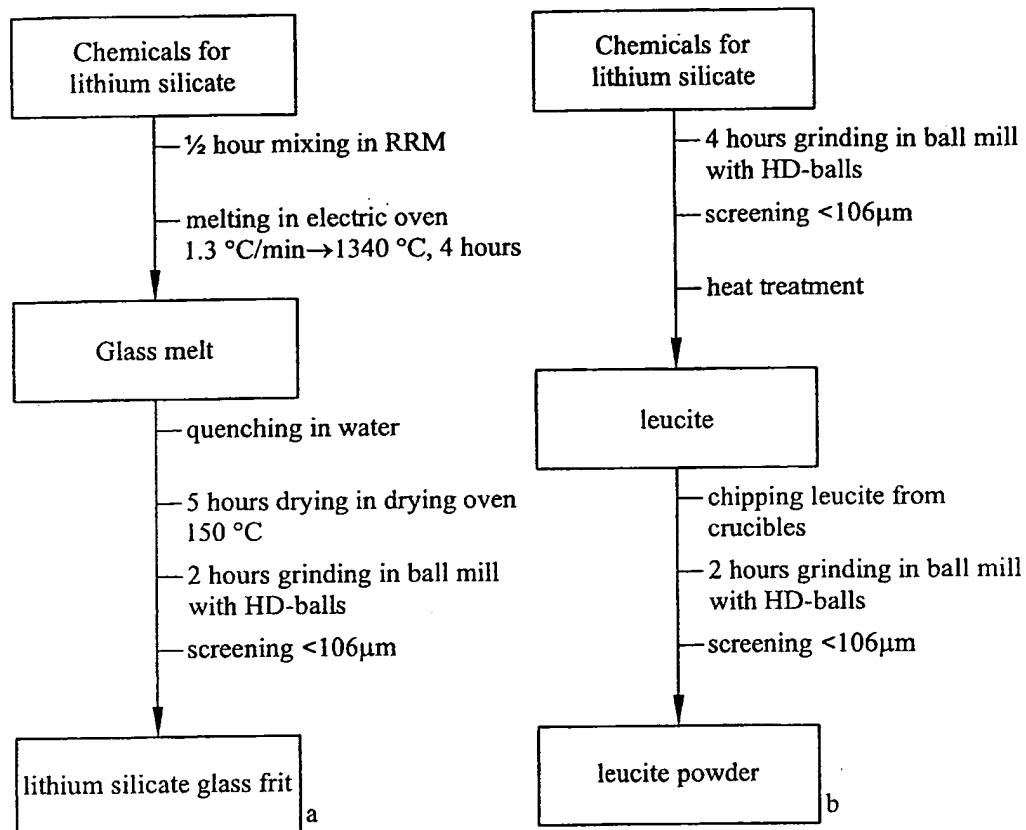 Chemicals for
lithium silicate
½ hour mixing in RRM
melting in electric oven
1.3 °C/min→1340 °C, 4 hours
Glass melt
quenching in water
5 hours drying in drying oven
150 °C
2 hours grinding in ball mill
with HD-balls
screening <106μm
lithium silicate glass frit
a
Chemicals for
lithium silicate
4 hours grinding in ball mill
with HD-balls
screening <106μm
heat treatment
leucite
chipping leucite from
crucibles
2 hours grinding in ball mill
with HD-balls
screening <106μm
leucite powder
b